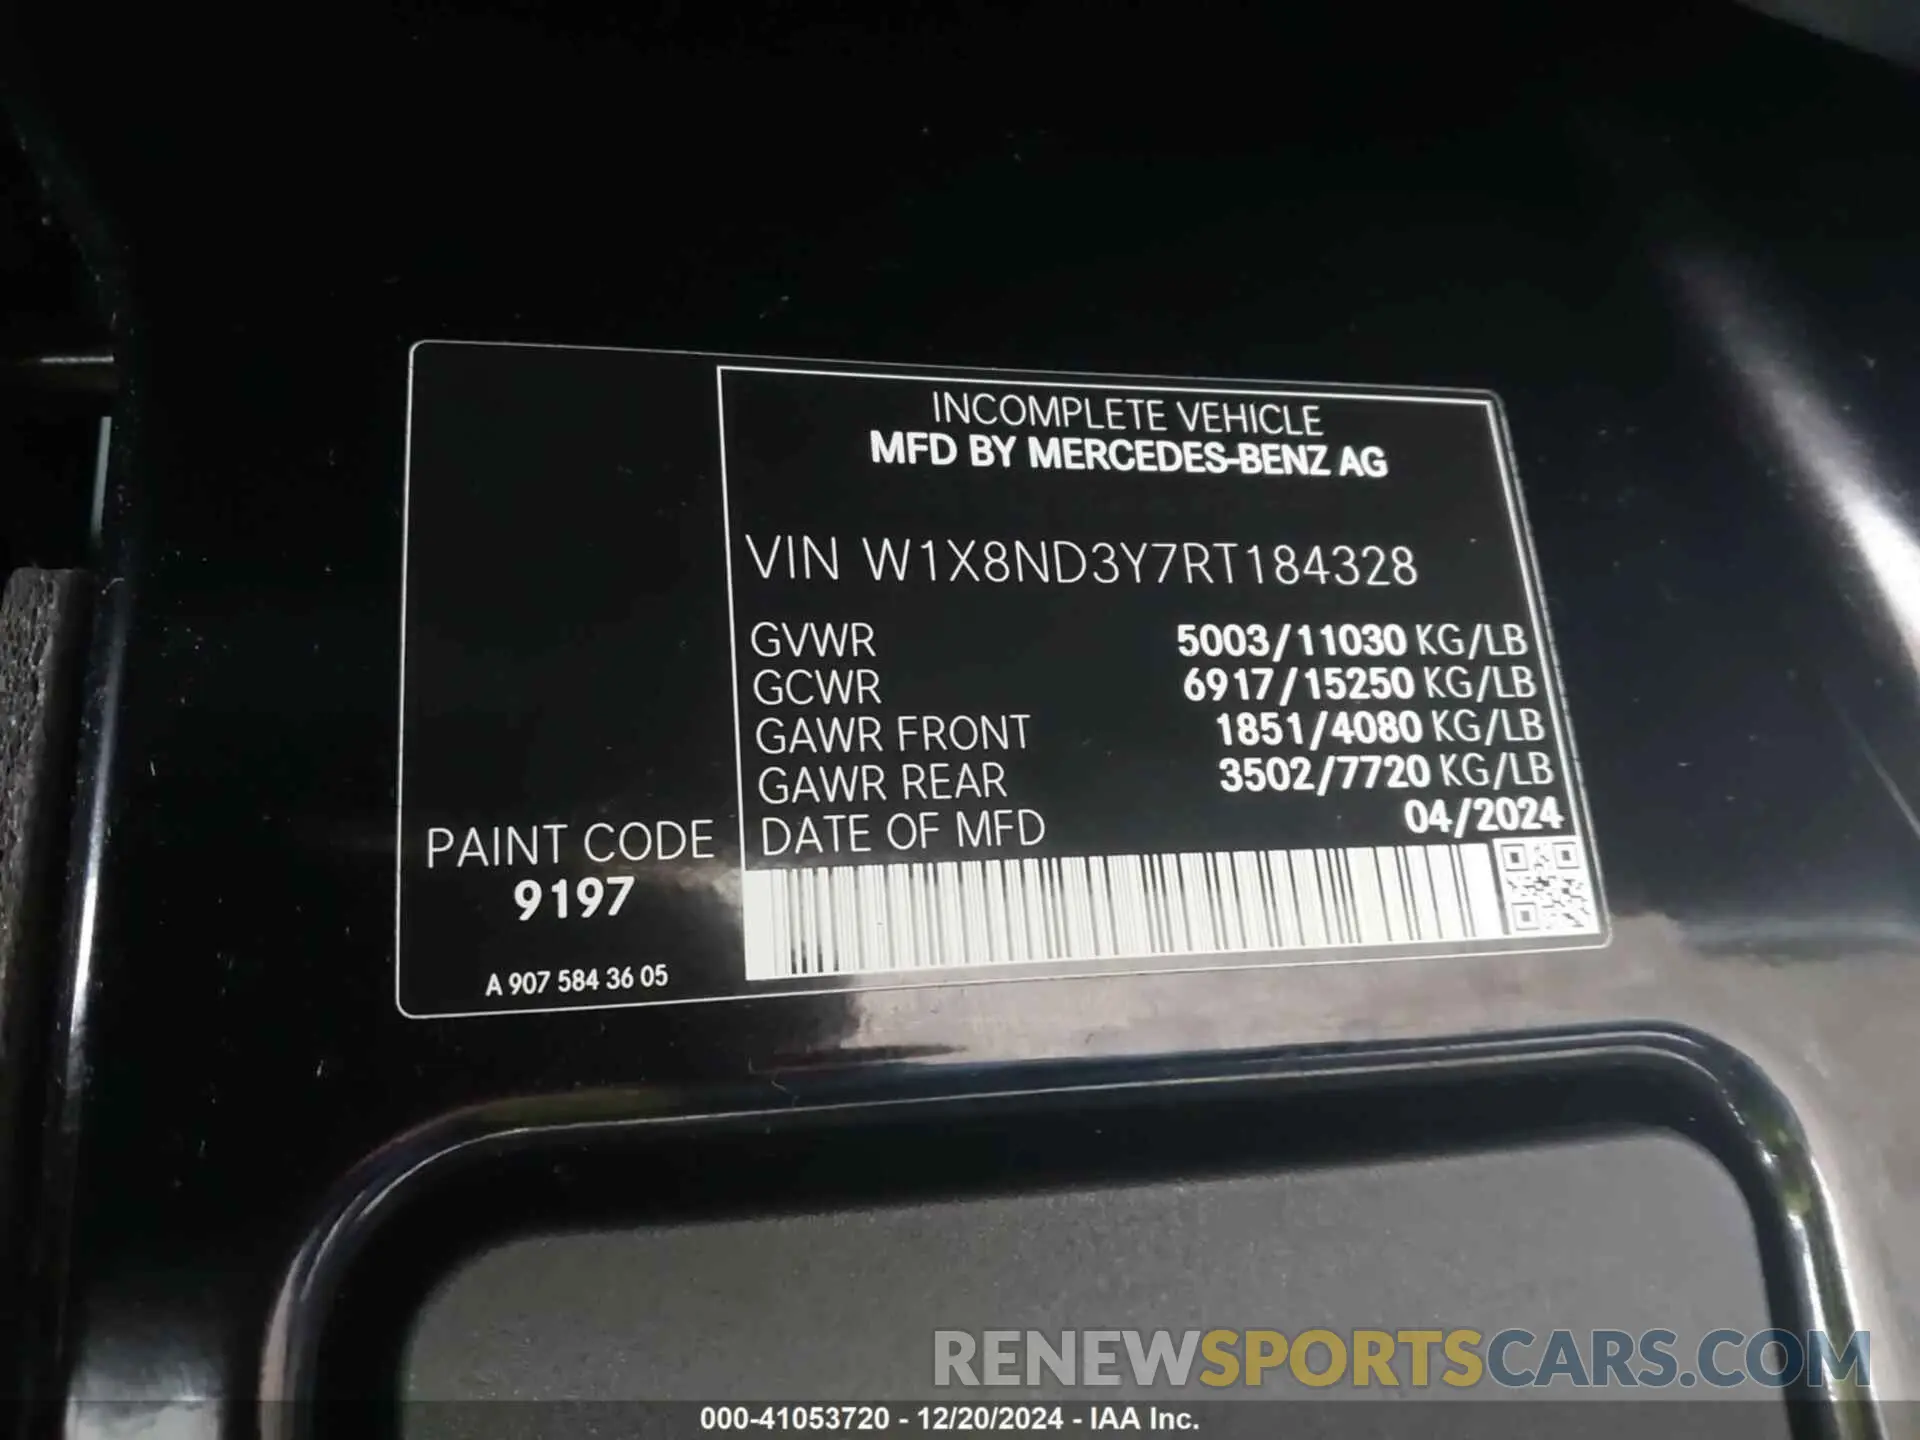 INCOMPLETE VEHICLE
MFD BY MERCEDES-BENZ AG
VIN W1X8ND3Y7RT184328
GVWR 5003/11030 KG/LB
GCWR 6917/15250 KG/LB
GAWR FRONT 1851/4080 KG/LB
GAWR REAR 3502/7720 KG/LB
DATE OF MFD 04/2024
PAINT CODE
9197
A 907 584 36 05
RENEWSPORTSCARS.COM
000-41053720 - 12/20/2024 - IAA Inc.